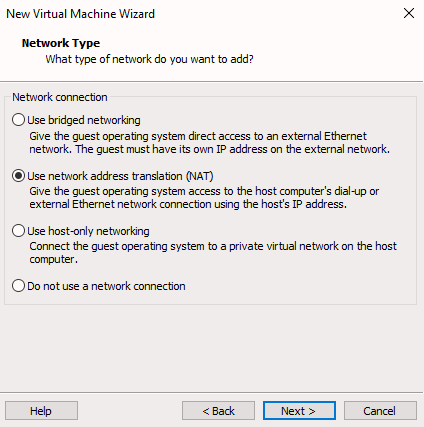 New Virtual Machine Wizard
Network Type
What type of network do you want to add?
Network connection
Use bridged networking
Give the guest operating system direct access to an external Ethernet
network. The guest must have its own IP address on the external network.
Use network address translation (NAT)
Give the guest operating system access to the host computer's dial-up or
external Ethernet network connection using the host's IP address.
Use host-only networking
Connect the guest operating system to a private virtual network on the host
computer.
Do not use a network connection
Help
< Back
Next >
Cancel